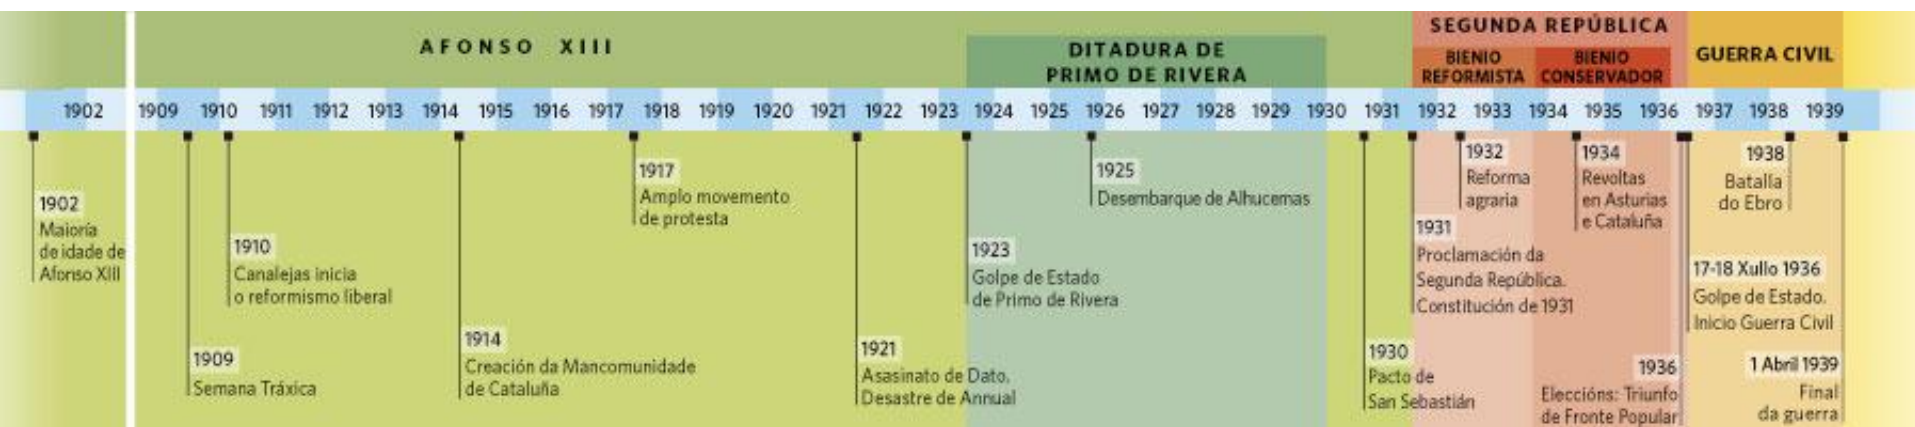 AFONSO XIII
DITADURA DE
PRIMO DE RIVERA
SEGUNDA REPÚBLICA
BIENIO
REFORMISTA
BIENIO
CONSERVADOR
GUERRA CIVIL
1902 1909 1910 1911 1912 1913 1914 1915 1916 1917 1918 1919 1920 1921 1922 1923 1924 1925 1926 1927 1928 1929 1930 1931 1932 1933 1934 1935 1936 1937 1938 1939
1902
Maioría
de idade de
Afonso XIII
1909
Semana Tráxica
1910
Canalejas inicia
o reformismo liberal
1914
Creación da Mancomunidade
de Cataluña
1917
Amplo movemento
de protesta
1921
Asasinato de Dato.
Desastre de Annual
1923
Golpe de Estado
de Primo de Rivera
1925
Desembarque de Alhucemas
1930
Pacto de
San Sebastián
1931
Proclamación da
Segunda República.
Constitución de 1931
1932
Reforma
agraria
1934
Revoltas
en Asturias
e Cataluña
1936
Eleccións: Triunfo
de Fronte Popular
17-18 Xullo 1936
Golpe de Estado.
Inicio Guerra Civil
1938
Batalla
do Ebro
1 Abril 1939
Final
da guerra